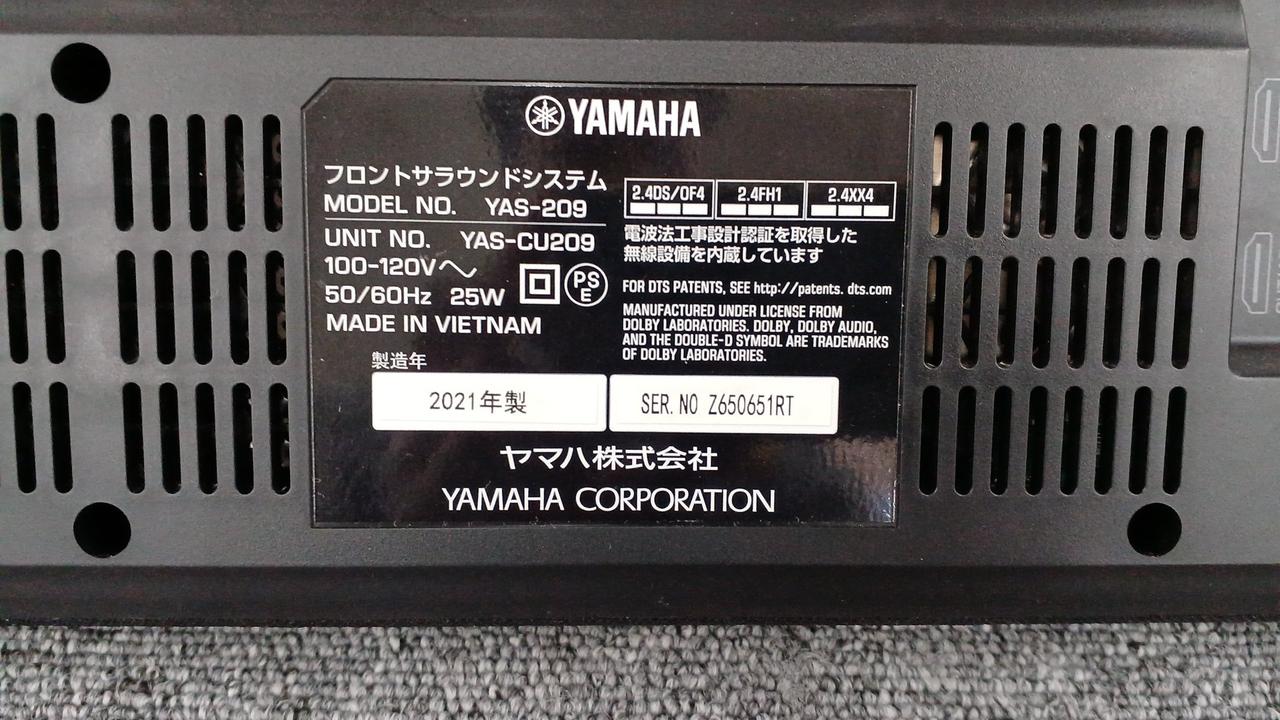 YAMAHA
フロントサラウンドシステム
MODEL NO. YAS-209
UNIT NO. YAS-CU209
100-120V
50/60Hz 25W
PS
E
MADE IN VIETNAM
2.4DS/OF4 2.4FH1 2.4XX4
電波法工事設計認証を取得した
無線設備を内蔵しています
FOR DTS PATENTS, SEE http://patents.dts.com
MANUFACTURED UNDER LICENSE FROM
DOLBY LABORATORIES. DOLBY, DOLBY AUDIO,
AND THE DOUBLE-D SYMBOL ARE TRADEMARKS
OF DOLBY LABORATORIES.
製造年
2021年製
SER. NO Z650651RT
ヤマハ株式会社
YAMAHA CORPORATION